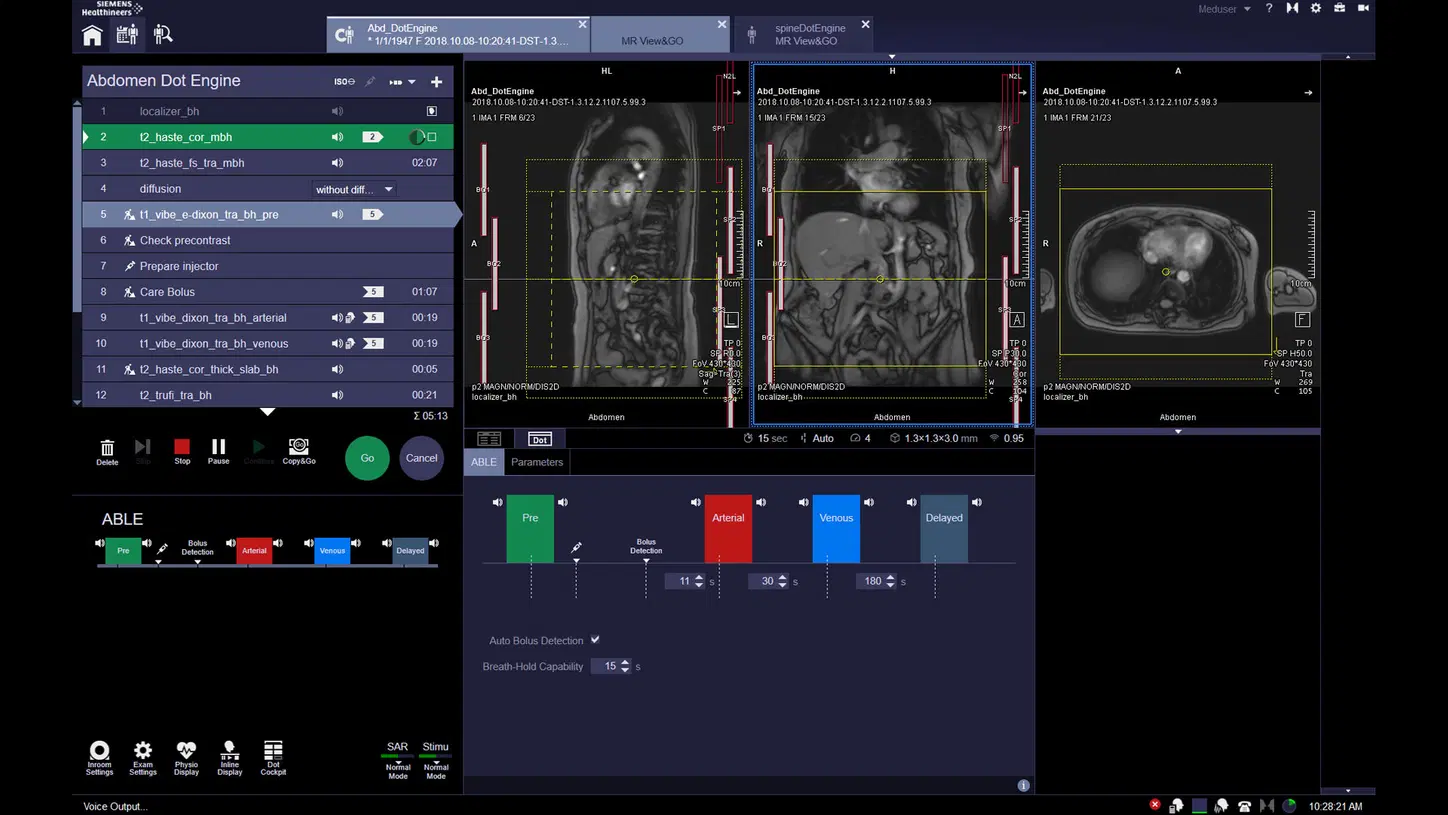 SIEMENS
Healthineers
Meduser
Abd_DotEngine
* 1/1/1947 F 2018.10.08-10:20:41-DST-1.3....
MR View&GO
spineDotEngine
MR View&GO
Abdomen Dot Engine
ISO
1 localizer_bh
2 t2_haste_cor_mbh 2
3 t2_haste_fs_tra_mbh 02:07
4 diffusion without diff...
5 t1_vibe_e-dixon_tra_bh_pre 5
6 Check precontrast
7 Prepare injector
8 Care Bolus 5 01:07
9 t1_vibe_dixon_tra_bh_arterial 5 00:19
10 t1_vibe_dixon_tra_bh_venous 5 00:19
11 t2_haste_cor_thick_slab_bh 00:05
12 t2_trufi_tra_bh 00:21
Σ 05:13
Delete
Skip
Stop
Pause
Continue
Copy&Go
Go
Cancel
ABLE
Pre
Bolus
Detection
Arterial
Venous
Delayed
Inroom
Settings
Exam
Settings
Physio
Display
Inline
Display
Dot
Cockpit
SAR
Normal
Mode
Stimu
Normal
Mode
HL
Abd_DotEngine
2018.10.08-10:20:41-DST-1.3.12.2.1107.5.99.3
1 IMA 1 FRM 6/23
N2L
SP1
BO1
SP2
A
BO2
10cm
SP3
L
BO3
TP 0
SP R0.0
FoV 430*430
Sag>Tra(3)
W 225
C 87
SP4
p2 MAGN/NORM/DIS2D
localizer_bh
Abdomen
H
Abd_DotEngine
2018.10.08-10:20:41-DST-1.3.12.2.1107.5.99.3
1 IMA 1 FRM 15/23
N2L
SP1
SP2
R
10cm
A
TP 0
SP P30.0
FoV 430*430
Cor
W 258
C 104
SP4
p2 MAGN/NORM/DIS2D
localizer_bh
Abdomen
A
Abd_DotEngine
2018.10.08-10:20:41-DST-1.3.12.2.1107.5.99.3
1 IMA 1 FRM 21/23
R
10cm
F
TP 0
SP H50.0
FoV 430*430
Tra
W 269
C 105
p2 MAGN/NORM/DIS2D
localizer_bh
Abdomen
Dot
15 sec Auto 4 1.3×1.3×3.0 mm 0.95
ABLE Parameters
Pre
Bolus
Detection
Arterial
Venous
Delayed
11 s 30 s 180 s
Auto Bolus Detection
Breath-Hold Capability 15 s
Voice Output...
10:28:21 AM